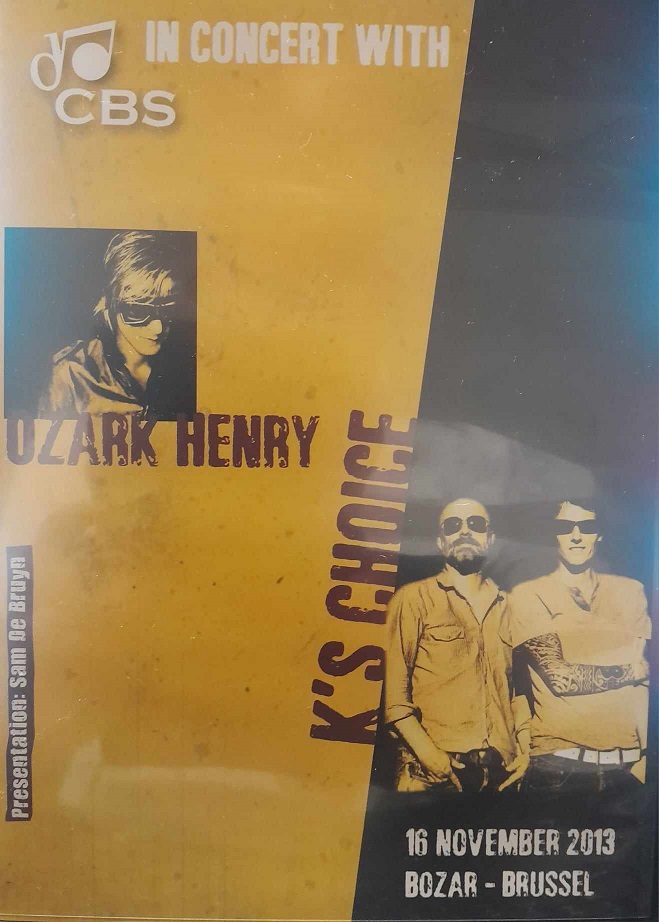 IN CONCERT WITH
CBS
OZARK HENRY
K'S CHOICE
Presentation: Sam De Bruyn
16 NOVEMBER 2013
BOZAR - BRUSSEL